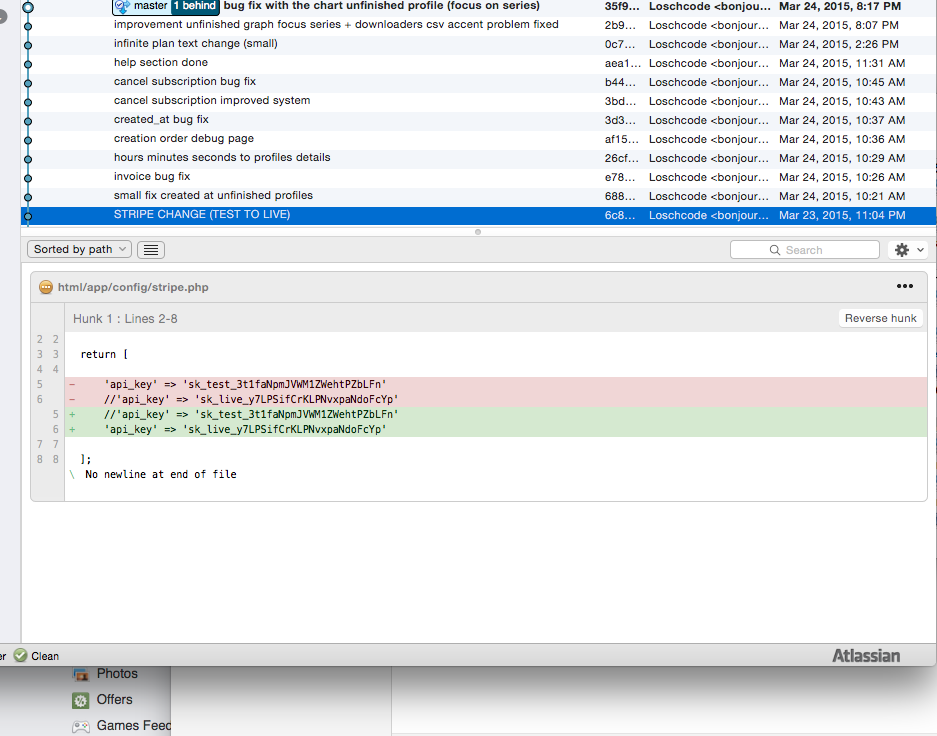 master 1 behind bug fix with the chart unfinished profile (focus on series) 35f9... Loschcode <bonjou... Mar 24, 2015, 8:17 PM
improvement unfinished graph focus series + downloaders csv accent problem fixed 2b9... Loschcode <bonjour... Mar 24, 2015, 8:07 PM
infinite plan text change (small) 0c7... Loschcode <bonjour... Mar 24, 2015, 2:26 PM
help section done aea1... Loschcode <bonjour... Mar 24, 2015, 11:31 AM
cancel subscription bug fix b44... Loschcode <bonjour... Mar 24, 2015, 10:45 AM
cancel subscription improved system 3bd... Loschcode <bonjour... Mar 24, 2015, 10:43 AM
created_at bug fix 3d3... Loschcode <bonjour... Mar 24, 2015, 10:37 AM
creation order debug page af15... Loschcode <bonjour... Mar 24, 2015, 10:36 AM
hours minutes seconds to profiles details 26cf... Loschcode <bonjour... Mar 24, 2015, 10:29 AM
invoice bug fix e78... Loschcode <bonjour... Mar 24, 2015, 10:26 AM
small fix created at unfinished profiles 688... Loschcode <bonjour... Mar 24, 2015, 10:21 AM
STRIPE CHANGE (TEST TO LIVE) 6c8... Loschcode <bonjour... Mar 23, 2015, 11:04 PM
Sorted by path Search
html/app/config/stripe.php •••
Hunk 1 : Lines 2-8 Reverse hunk
2 2
3 3 return [
4 4
5 - 'api_key' => 'sk_test_3t1faNpmJVWM1ZWehtPZbLFn'
6 - //'api_key' => 'sk_live_y7LPSifCrKLPNvxpaNdoFcYp'
5 + //'api_key' => 'sk_test_3t1faNpmJVWM1ZWehtPZbLFn'
6 + 'api_key' => 'sk_live_y7LPSifCrKLPNvxpaNdoFcYp'
7 7
8 8 ];
\ No newline at end of file
er Clean Atlassian
Photos
Offers
Games Feed